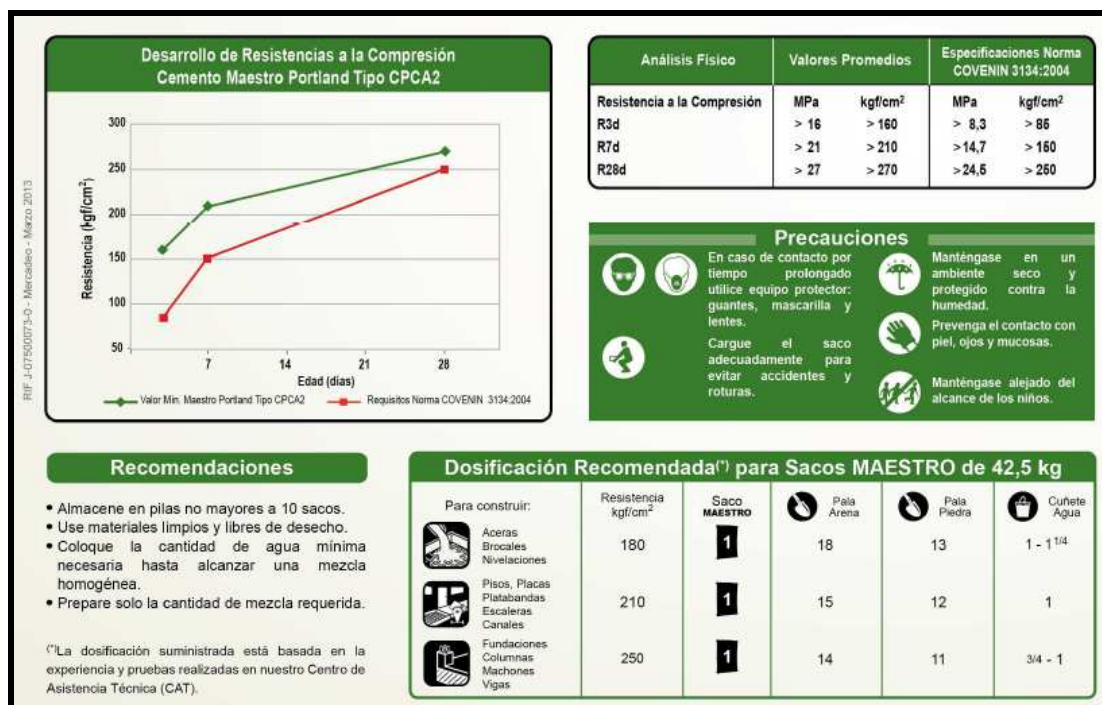 Desarrollo de Resistencias a la Compresión
Cemento Maestro Portland Tipo CPCA2
Resistencia (kgf/cm²)
300
250
200
150
100
50
7
14
21
28
Edad (días)
Valor Min. Maestro Portland Tipo CPCA2
Requisitos Norma COVENIN 3134:2004
RIF J-07500073-0 - Mercadeo - Marzo 2013
Análisis Físico Valores Promedios Especificaciones Norma
COVENIN 3134:2004
Resistencia a la Compresión MPa kgf/cm² MPa kgf/cm²
R3d > 16 > 160 > 8,3 > 85
R7d > 21 > 210 >14,7 > 150
R28d > 27 > 270 >24,5 > 250
Precauciones
En caso de contacto por
tiempo prolongado
utilice equipo protector:
guantes, mascarilla y
lentes.
Cargue el saco
adecuadamente para
evitar accidentes y
roturas.
Manténgase en un
ambiente seco y
protegido contra la
humedad.
Prevenga el contacto con
piel, ojos y mucosas.
Manténgase alejado del
alcance de los niños.
Recomendaciones
• Almacene en pilas no mayores a 10 sacos.
• Use materiales limpios y libres de desecho.
• Coloque la cantidad de agua mínima
necesaria hasta alcanzar una mezcla
homogénea.
• Prepare solo la cantidad de mezcla requerida.
(*)La dosificación suministrada está basada en la
experiencia y pruebas realizadas en nuestro Centro de
Asistencia Técnica (CAT).
Dosificación Recomendada(*) para Sacos MAESTRO de 42,5 kg
Para construir:
Resistencia
kgf/cm²
Saco
MAESTRO
Pala
Arena
Pala
Piedra
Cuñete
Agua
Aceras
Brocales
Nivelaciones
180 1 18 13 1 - 1 1/4
Pisos, Placas
Platabandas
Escaleras
Canales
210 1 15 12 1
Fundaciones
Columnas
Machones
Vigas
250 1 14 11 3/4 - 1